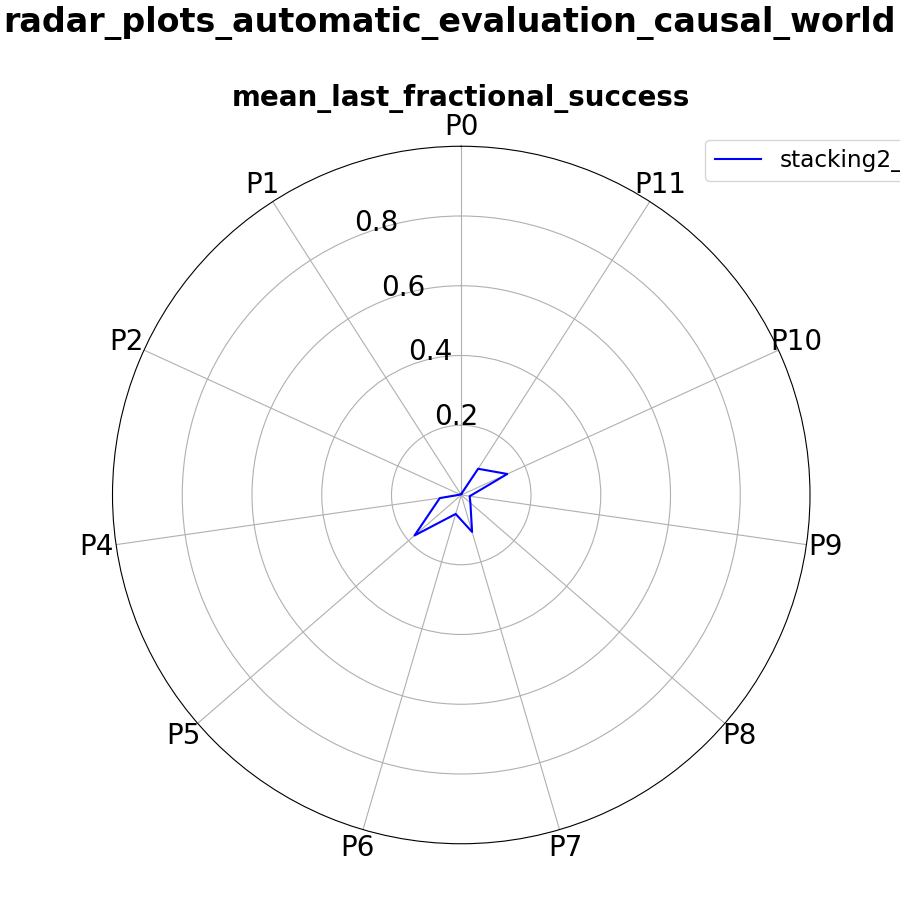 radar_plots_automatic_evaluation_causal_world
mean_last_fractional_success
P0
stacking2_
P1
P11
0.8
0.6
P2
P10
0.4
0.2
P4
P9
P5
P8
P6
P7